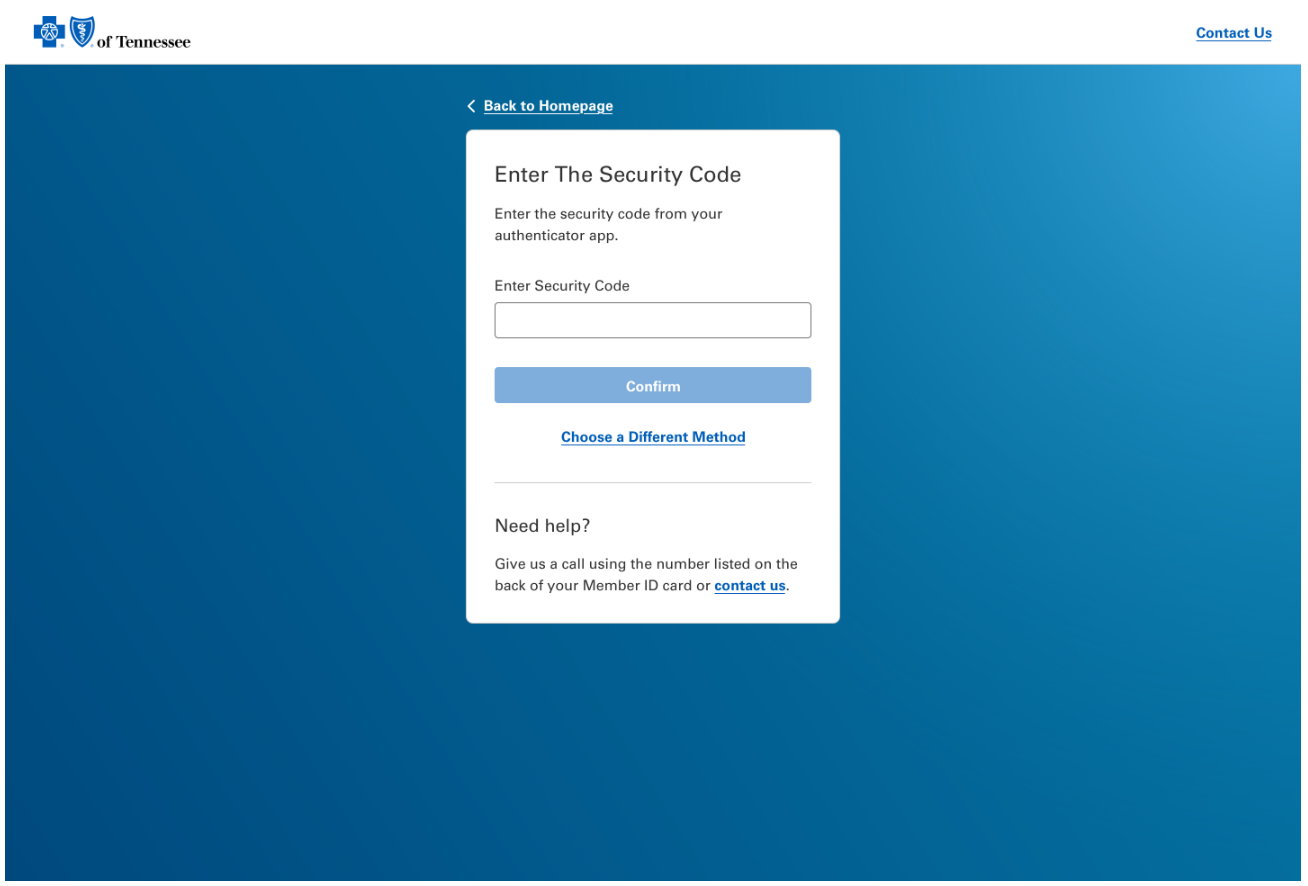 of Tennessee
Contact Us
Back to Homepage
Enter The Security Code
Enter the security code from your
authenticator app.
Enter Security Code
Confirm
Choose a Different Method
Need help?
Give us a call using the number listed on the
back of your Member ID card or contact us.